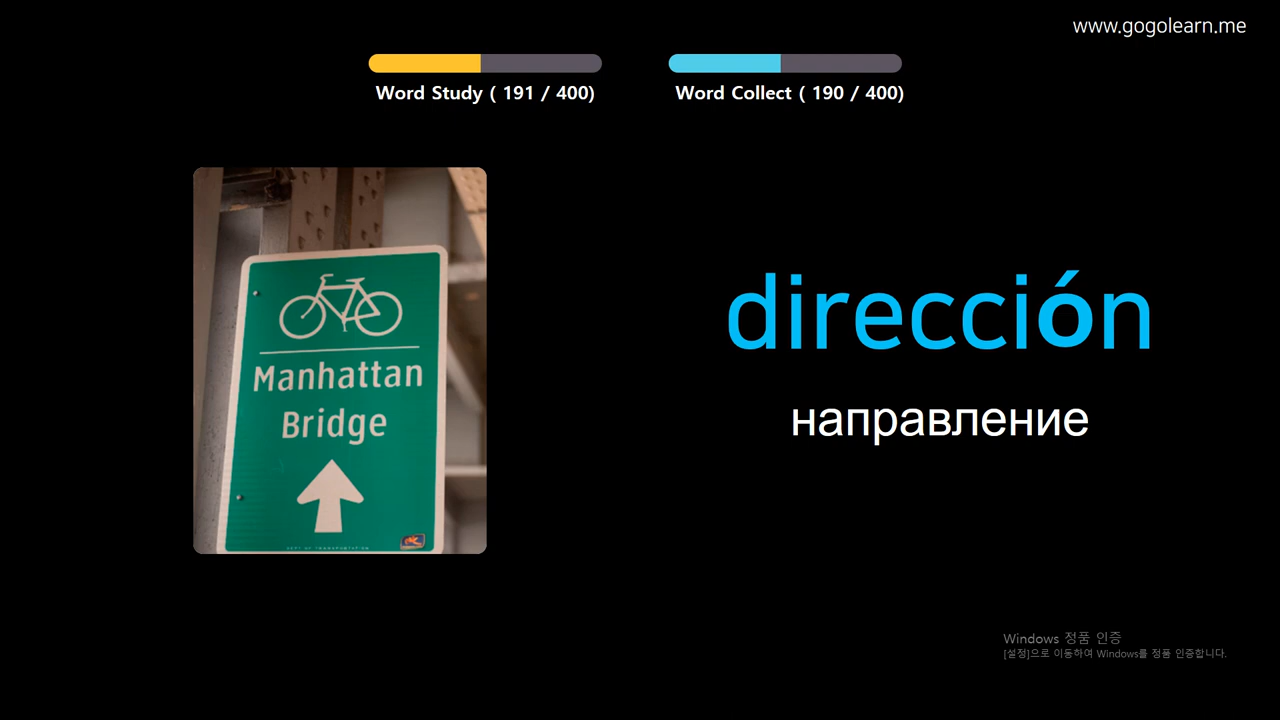 www.gogolearn.me
Word Study ( 191 / 400)
Word Collect ( 190 / 400)
Manhattan
Bridge
dirección
направление
Windows 정품 인증
[설정]으로 이동하여 Windows를 정품 인증합니다.